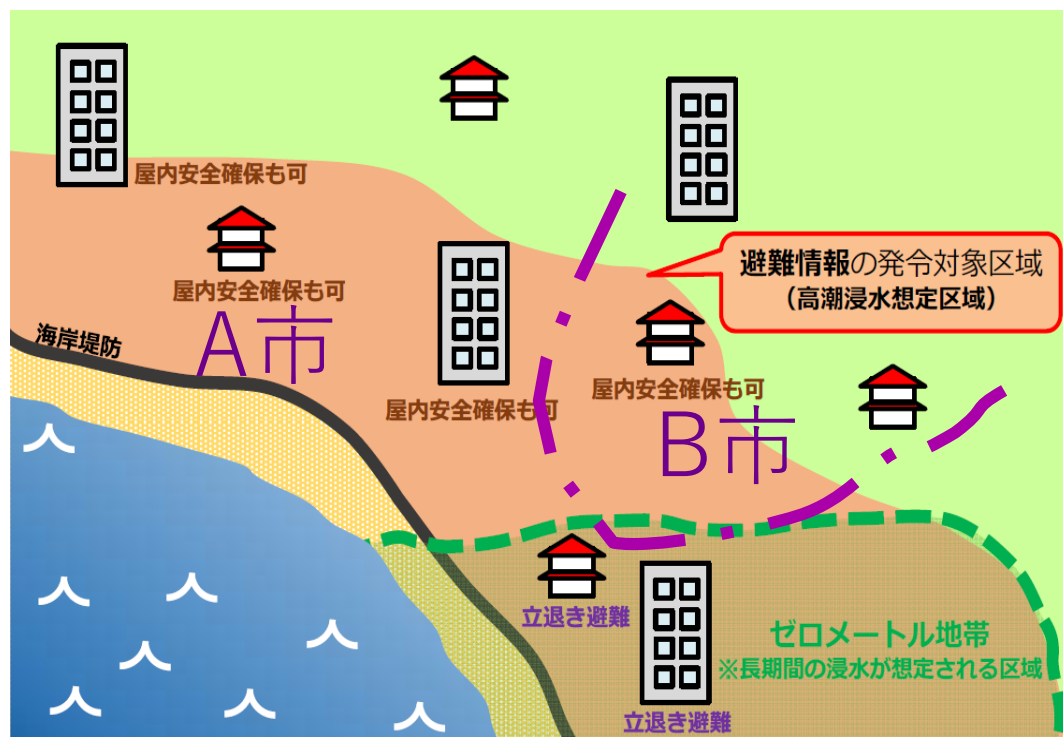 屋内安全確保も可
避難情報の発令対象区域
（高潮浸水想定区域）
屋内安全確保も可
A市
海岸堤防
屋内安全確保も可
屋内安全確保も可
B市
立退き避難
ゼロメートル地帯
※長期間の浸水が想定される区域
立退き避難